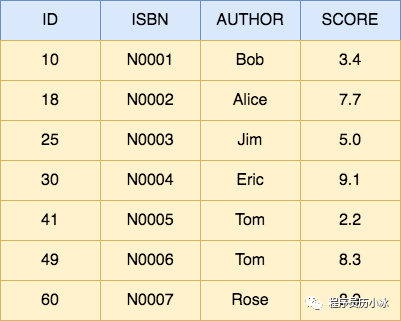 ID ISBN AUTHOR SCORE
10 N0001 Bob 3.4
18 N0002 Alice 7.7
25 N0003 Jim 5.0
30 N0004 Eric 9.1
41 N0005 Tom 2.2
49 N0006 Tom 8.3
60 N0007 Rose
程序员历小冰